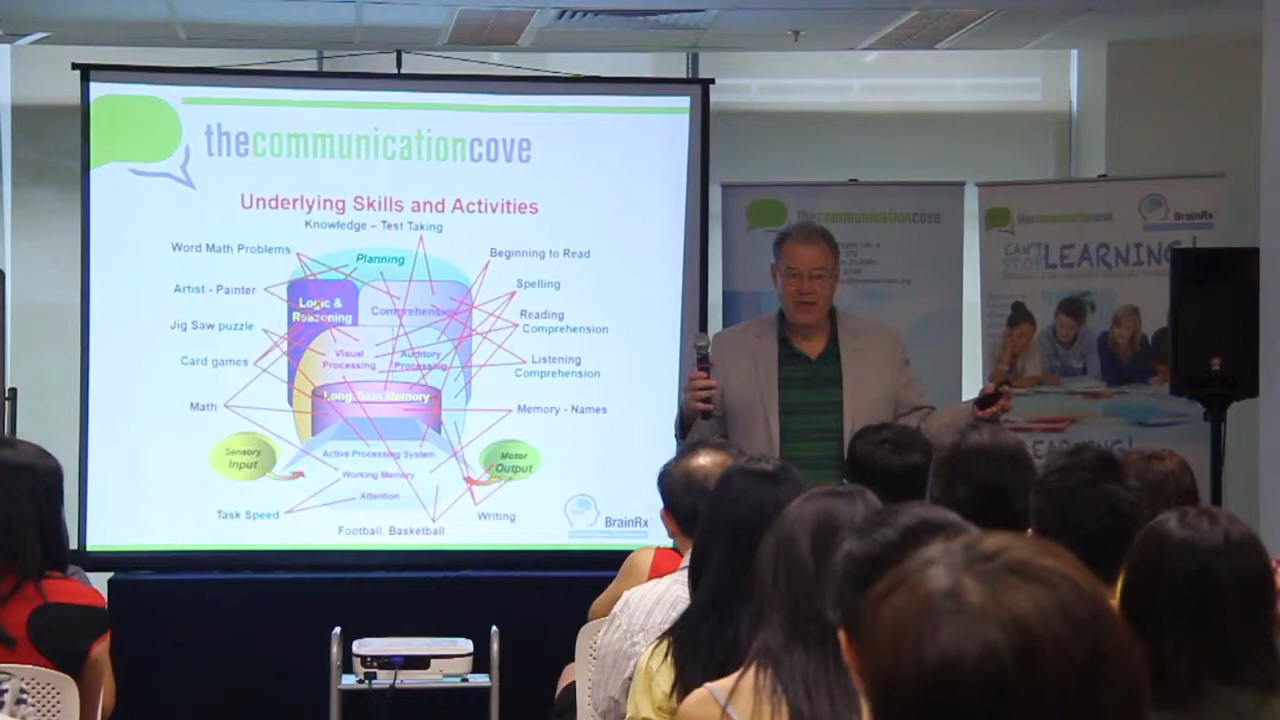 thecommunicationcove
Underlying Skills and Activities
Knowledge – Test Taking
Word Math Problems
Planning
Beginning to Read
Artist - Painter
Logic &
Reasoning
Comprehension
Spelling
Jig Saw puzzle
Reading
Comprehension
Card games
Visual
Processing
Auditory
Processing
Listening
Comprehension
Math
Long Term Memory
Memory - Names
Sensory
Input
Active Processing System
Motor
Output
Working Memory
Attention
Task Speed
Football, Basketball
Writing
BrainRx
thecommunicationcove
thecommunicationcove
BrainRx
CAN'T
STOP
LEARNING!
LEARNING!